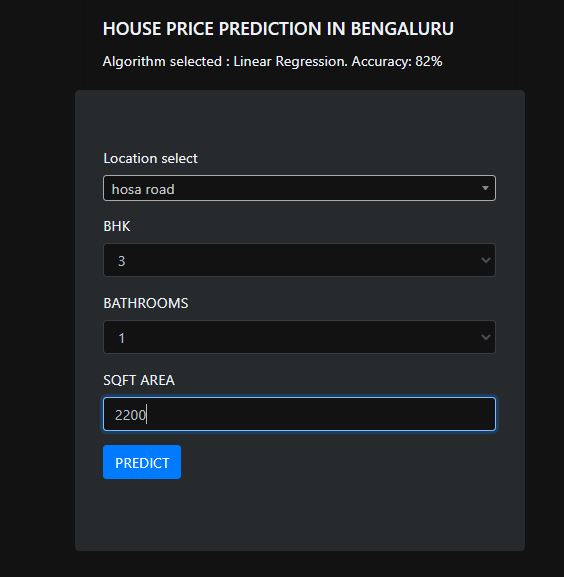 HOUSE PRICE PREDICTION IN BENGALURU
Algorithm selected : Linear Regression. Accuracy: 82%
Location select
hosa road
BHK
3
BATHROOMS
1
SQFT AREA
2200
PREDICT